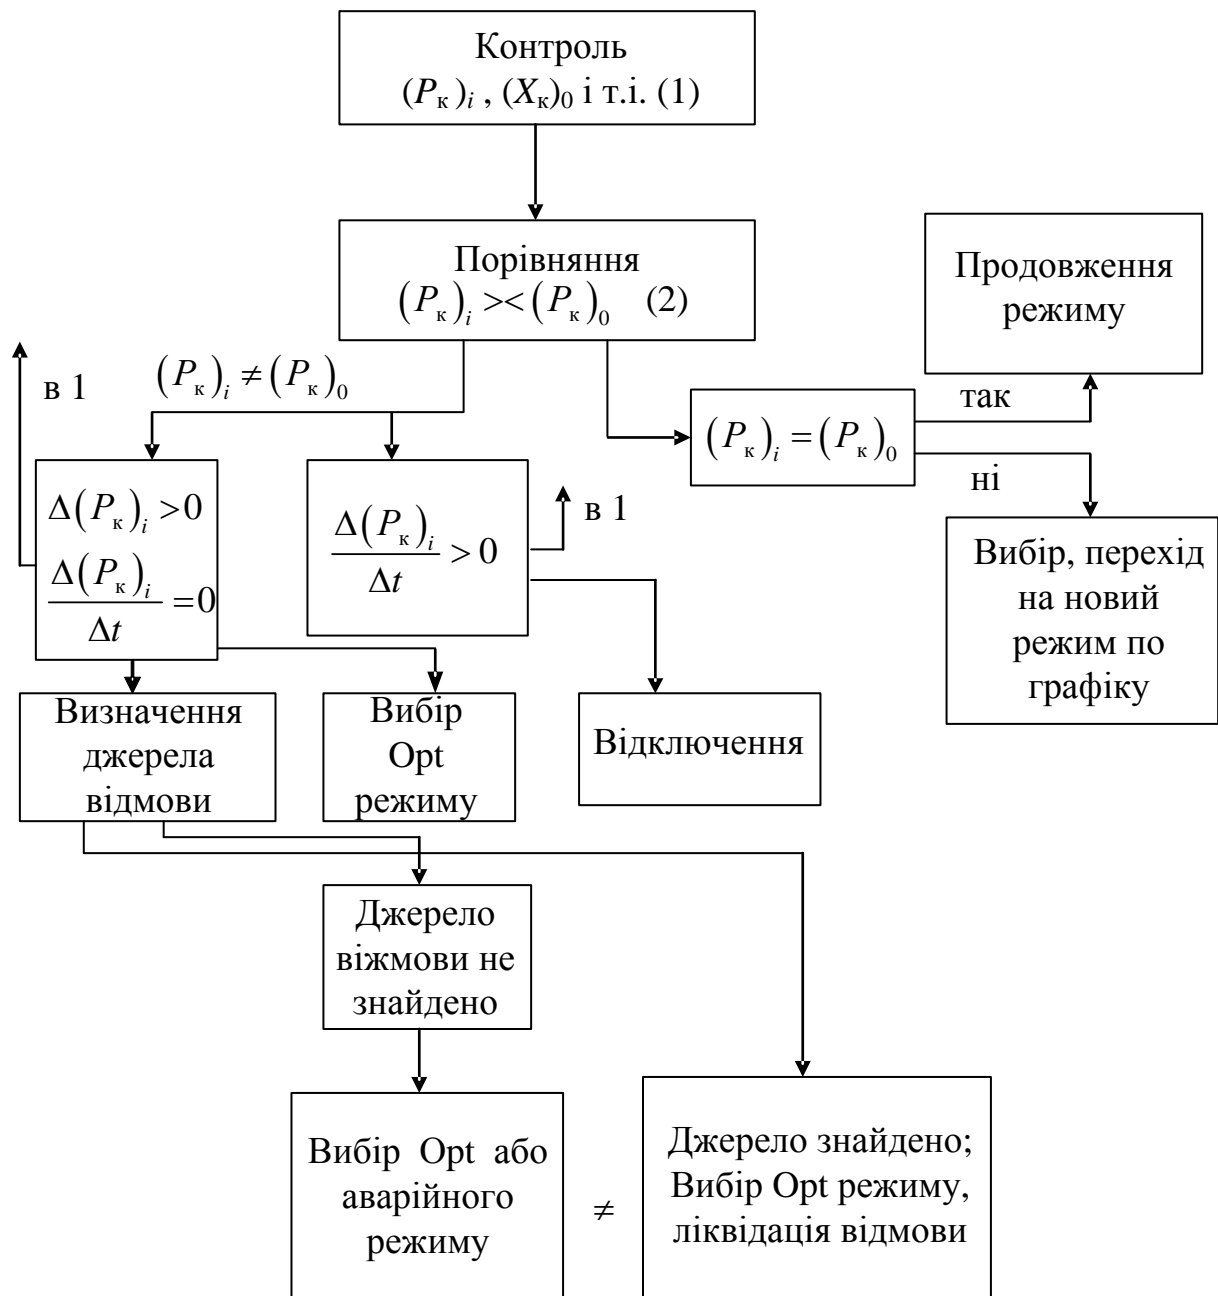 Контроль
(Pк)i , (Xк)0 і т.і. (1)
Порівняння
(Pк)i >< (Pк)0 (2)
Продовження
режиму
в 1
(Pк)i ≠ (Pк)0
так
(Pк)i = (Pк)0
ні
Δ(Pк)i >0
Δ(Pк)i
=0
Δt
Δ(Pк)i
> 0
Δt
в 1
Вибір, перехід
на новий
режим по
графіку
Визначення
джерела
відмови
Вибір
Opt
режиму
Відключення
Джерело
віжмови не
знайдено
Вибір Opt або
аварійного
режиму
≠
Джерело знайдено;
Вибір Opt режиму,
ліквідація відмови